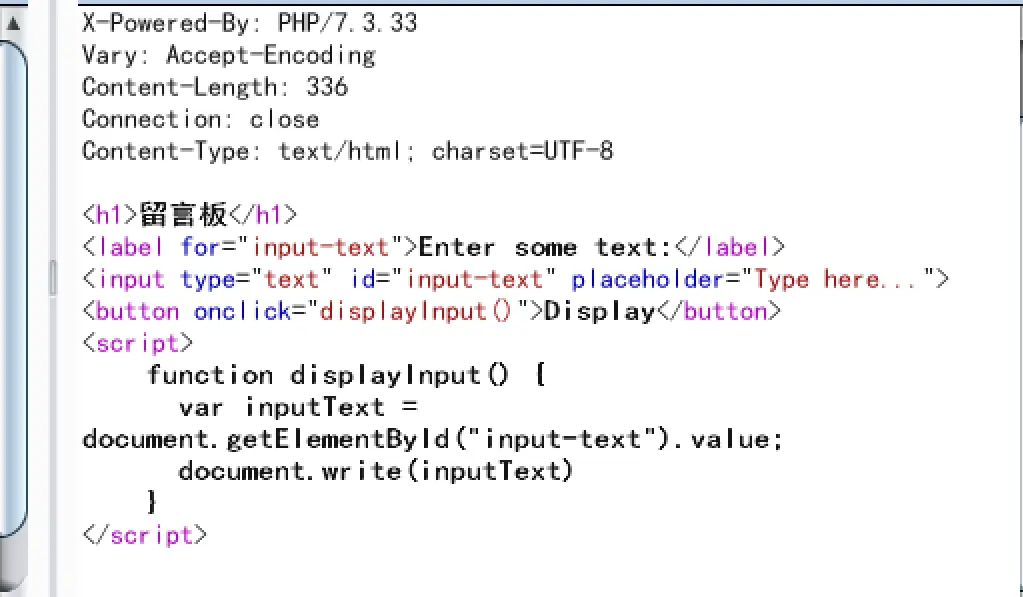 X-Powered-By: PHP/7.3.33
Vary: Accept-Encoding
Content-Length: 336
Connection: close
Content-Type: text/html; charset=UTF-8
<h1>留言板</h1>
<label for="input-text">Enter some text:</label>
<input type="text" id="input-text" placeholder="Type here...">
<button onclick="displayInput()">Display</button>
<script>
function displayInput() {
var inputText =
document.getElementById("input-text").value;
document.write(inputText)
}
</script>